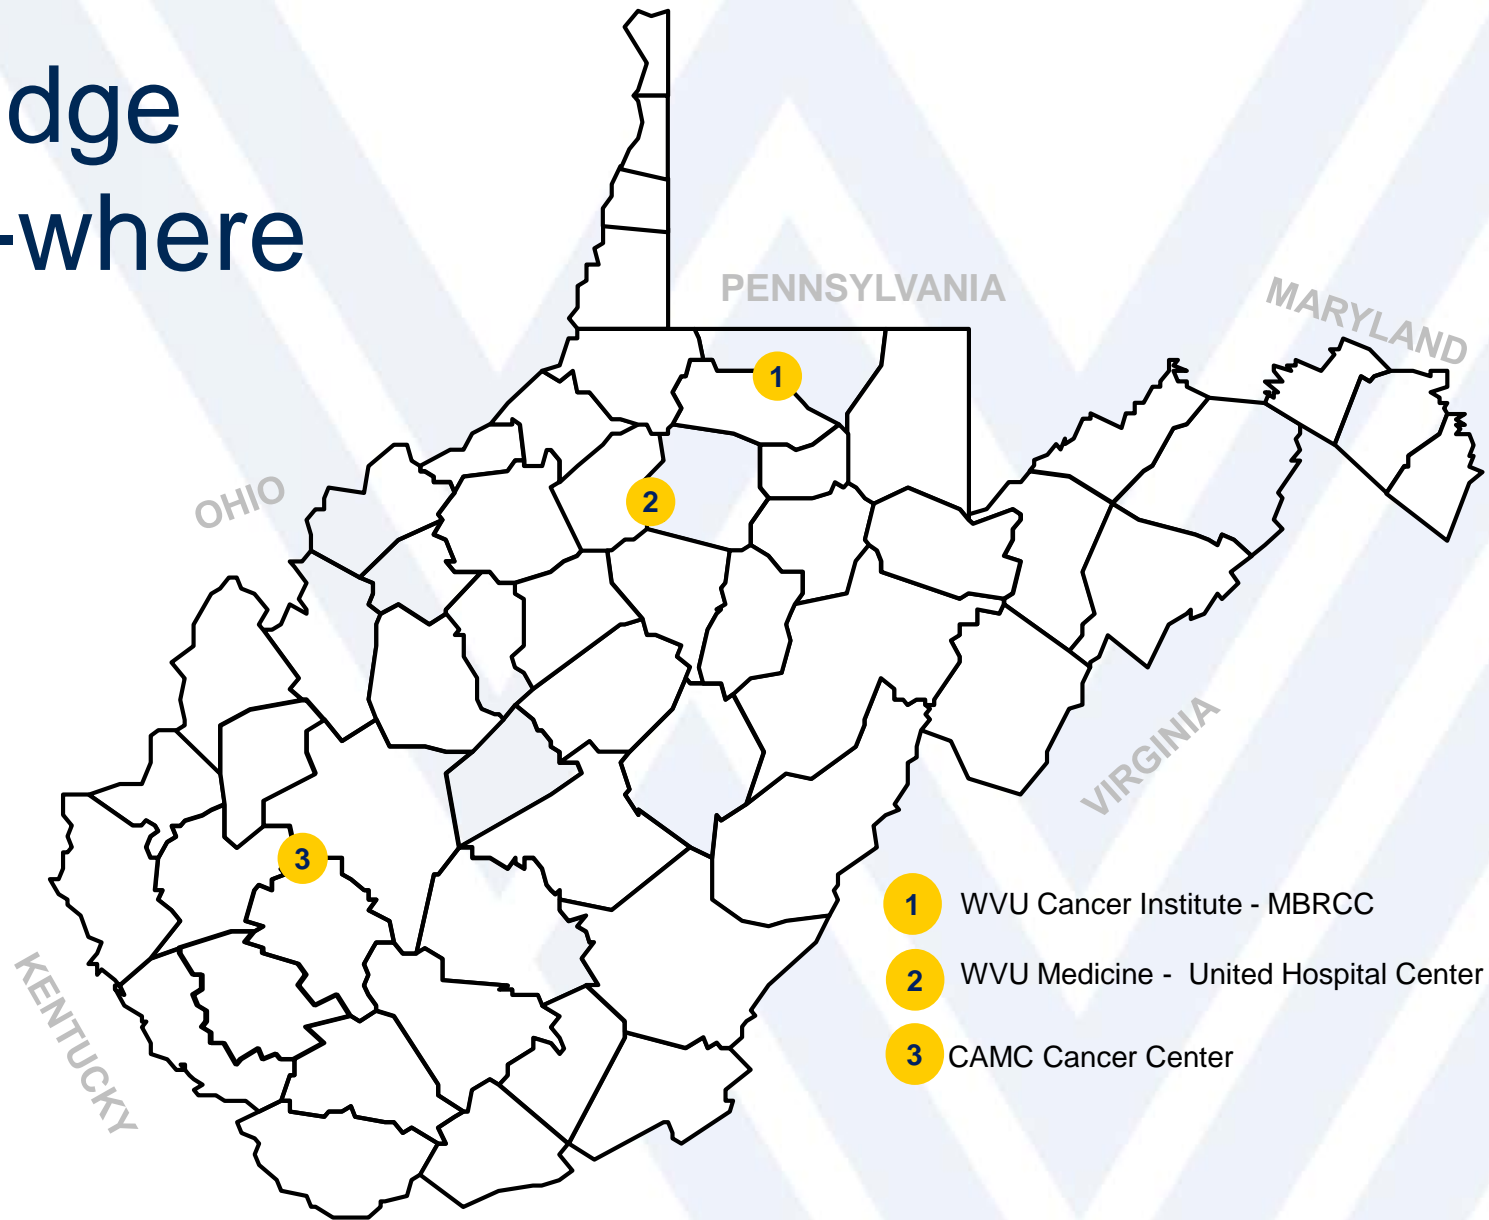 dge
-where
PENNSYLVANIA
MARYLAND
OHIO
VIRGINIA
KENTUCKY
1
2
3
1 WVU Cancer Institute - MBRCC
2 WVU Medicine - United Hospital Center
3 CAMC Cancer Center